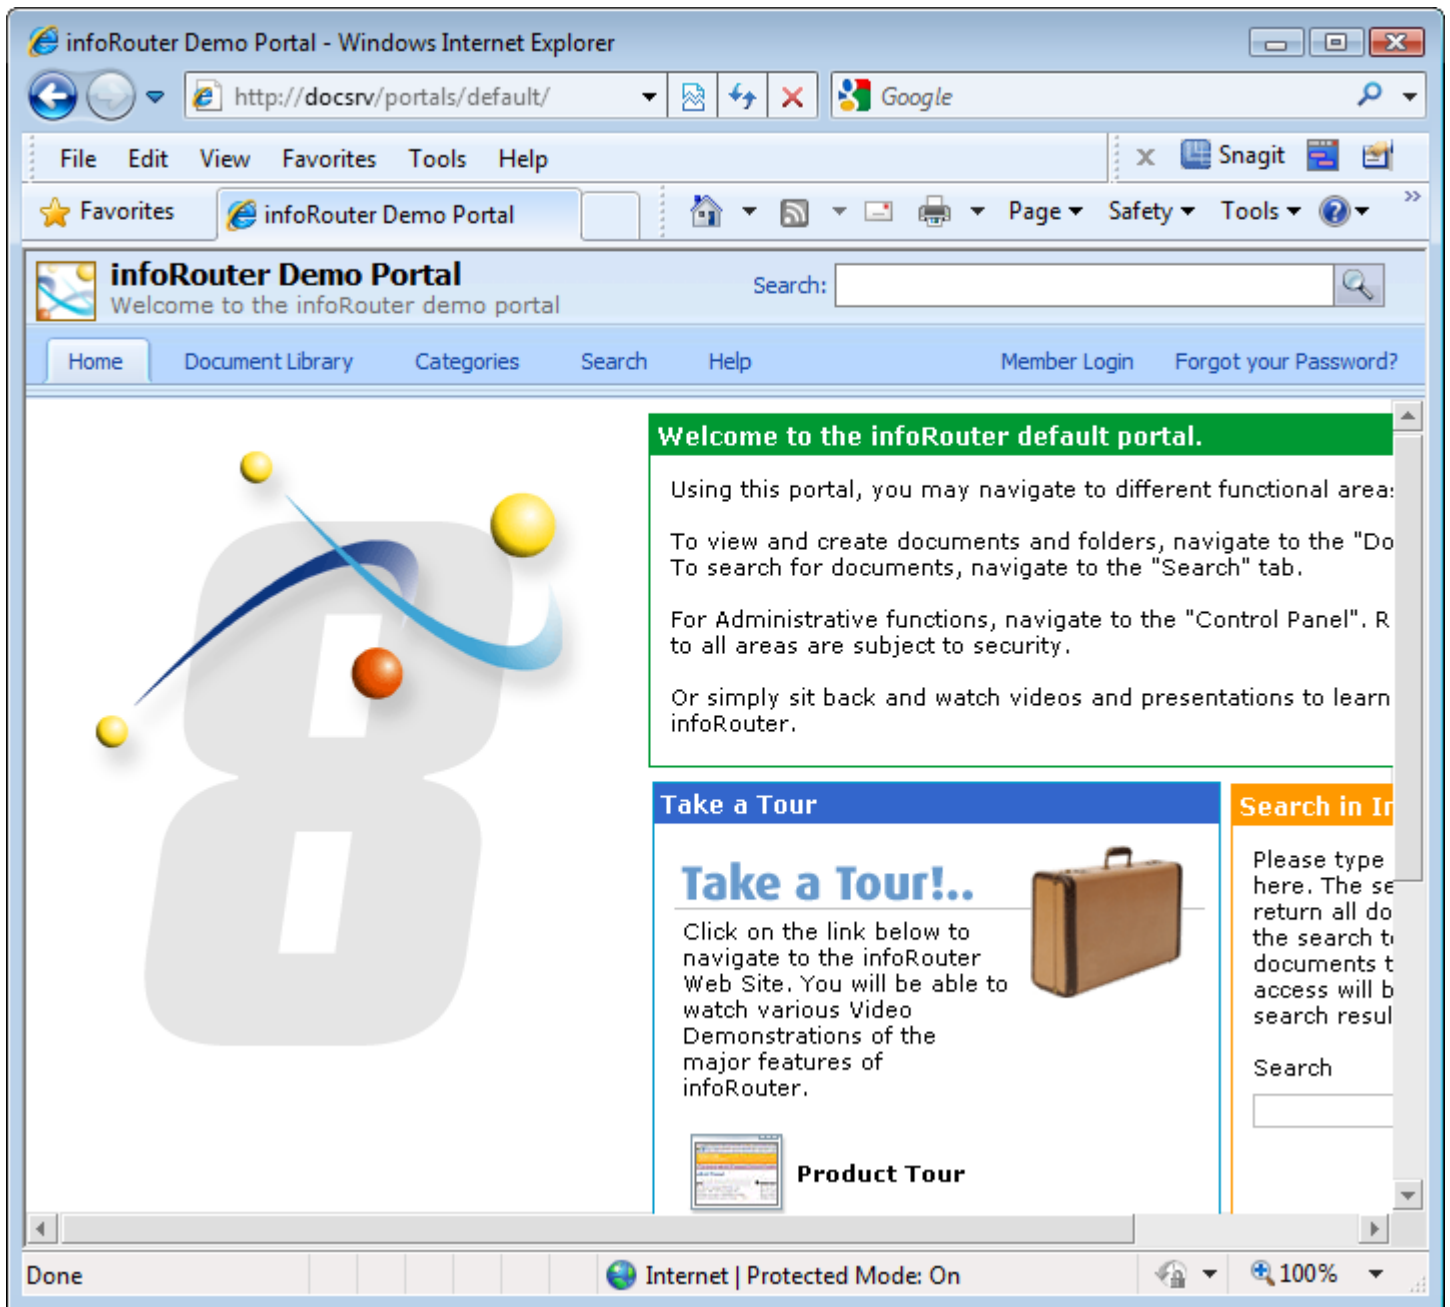 infoRouter Demo Portal - Windows Internet Explorer
http://docsrv/portals/default/
Google
File Edit View Favorites Tools Help
x Snagit
Favorites
infoRouter Demo Portal
Page Safety Tools
infoRouter Demo Portal
Welcome to the infoRouter demo portal
Search:
Home Document Library Categories Search Help Member Login Forgot your Password?
8
Welcome to the infoRouter default portal.
Using this portal, you may navigate to different functional area
To view and create documents and folders, navigate to the "Do
To search for documents, navigate to the "Search" tab.
For Administrative functions, navigate to the "Control Panel". R
to all areas are subject to security.
Or simply sit back and watch videos and presentations to learn
infoRouter.
Take a Tour
Take a Tour!..
Click on the link below to
navigate to the infoRouter
Web Site. You will be able to
watch various Video
Demonstrations of the
major features of
infoRouter.
Product Tour
Search in
Please type
here. The se
return all do
the search t
documents t
access will b
search resul
Search
Done
Internet | Protected Mode: On
100%